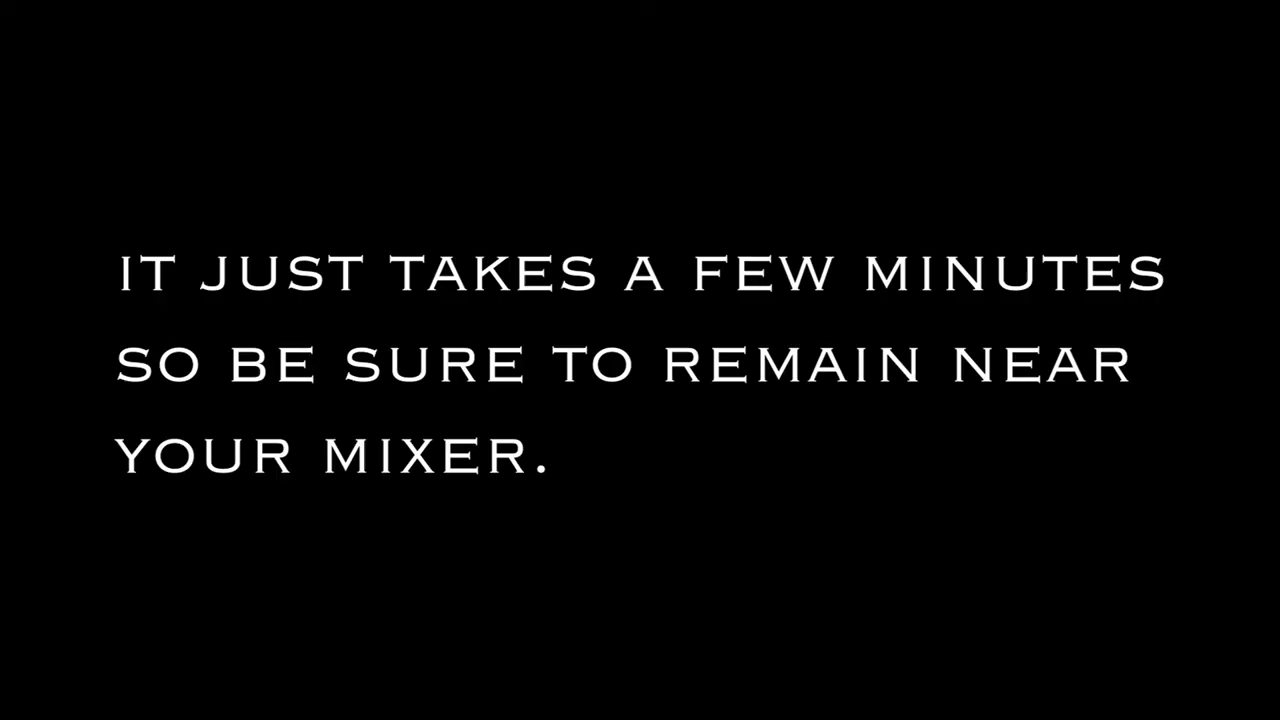 IT JUST TAKES A FEW MINUTES
SO BE SURE TO REMAIN NEAR
YOUR MIXER.